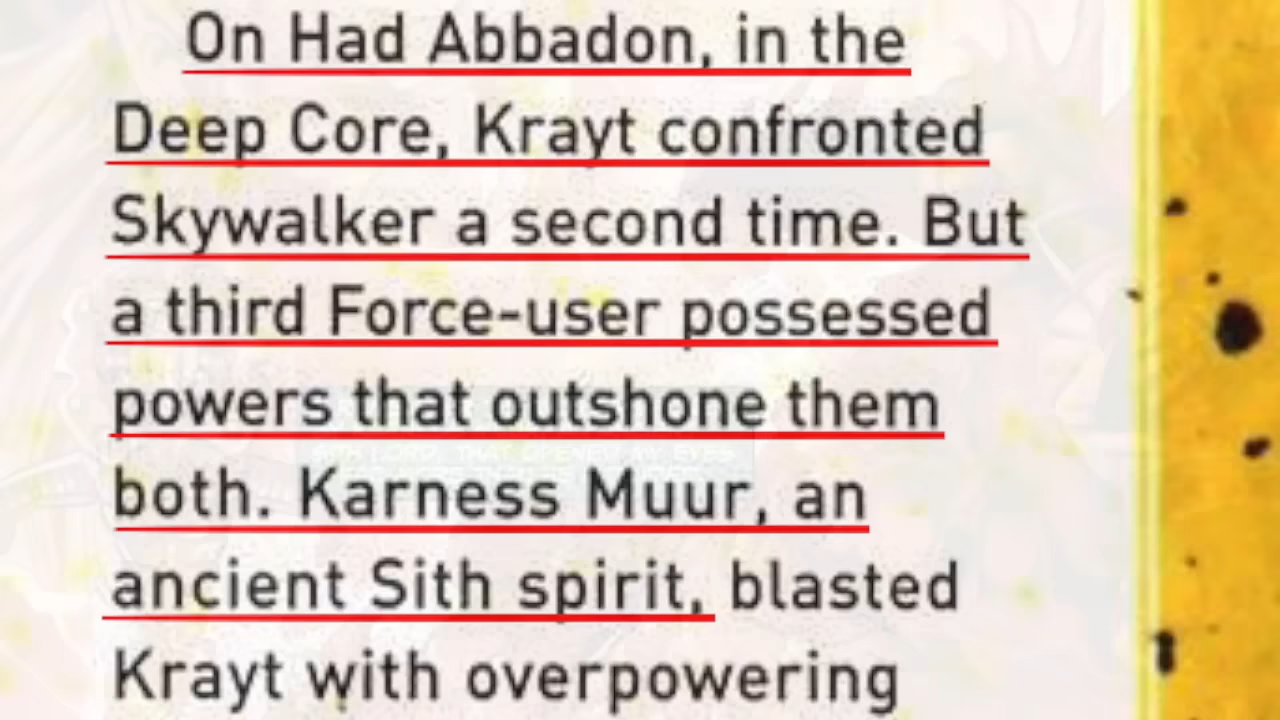 On Had Abbadon, in the
Deep Core, Krayt confronted
Skywalker a second time. But
a third Force-user possessed
powers that outshone them
both. Karness Muur, an
ancient Sith spirit, blasted
Krayt with overpowering